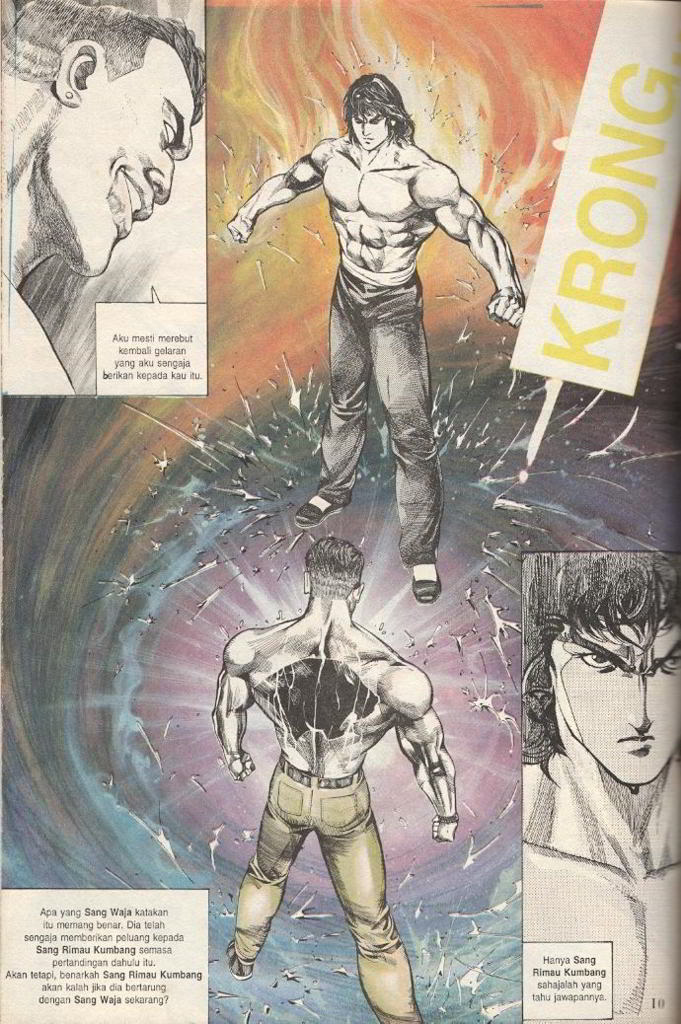 KRONG...
Aku mesti merebut
kembali gelaran
yang aku sengaja
berikan kepada kau itu.
Apa yang Sang Waja katakan
itu memang benar. Dia telah
sengaja memberikan peluang kepada
Sang Rimau Kumbang semasa
pertandingan dahulu itu.
Akan tetapi, benarkah Sang Rimau Kumbang
akan kalah jika dia bertarung
dengan Sang Waja sekarang?
Hanya Sang
Rimau Kumbang
sahajalah yang
tahu jawapannya.
10